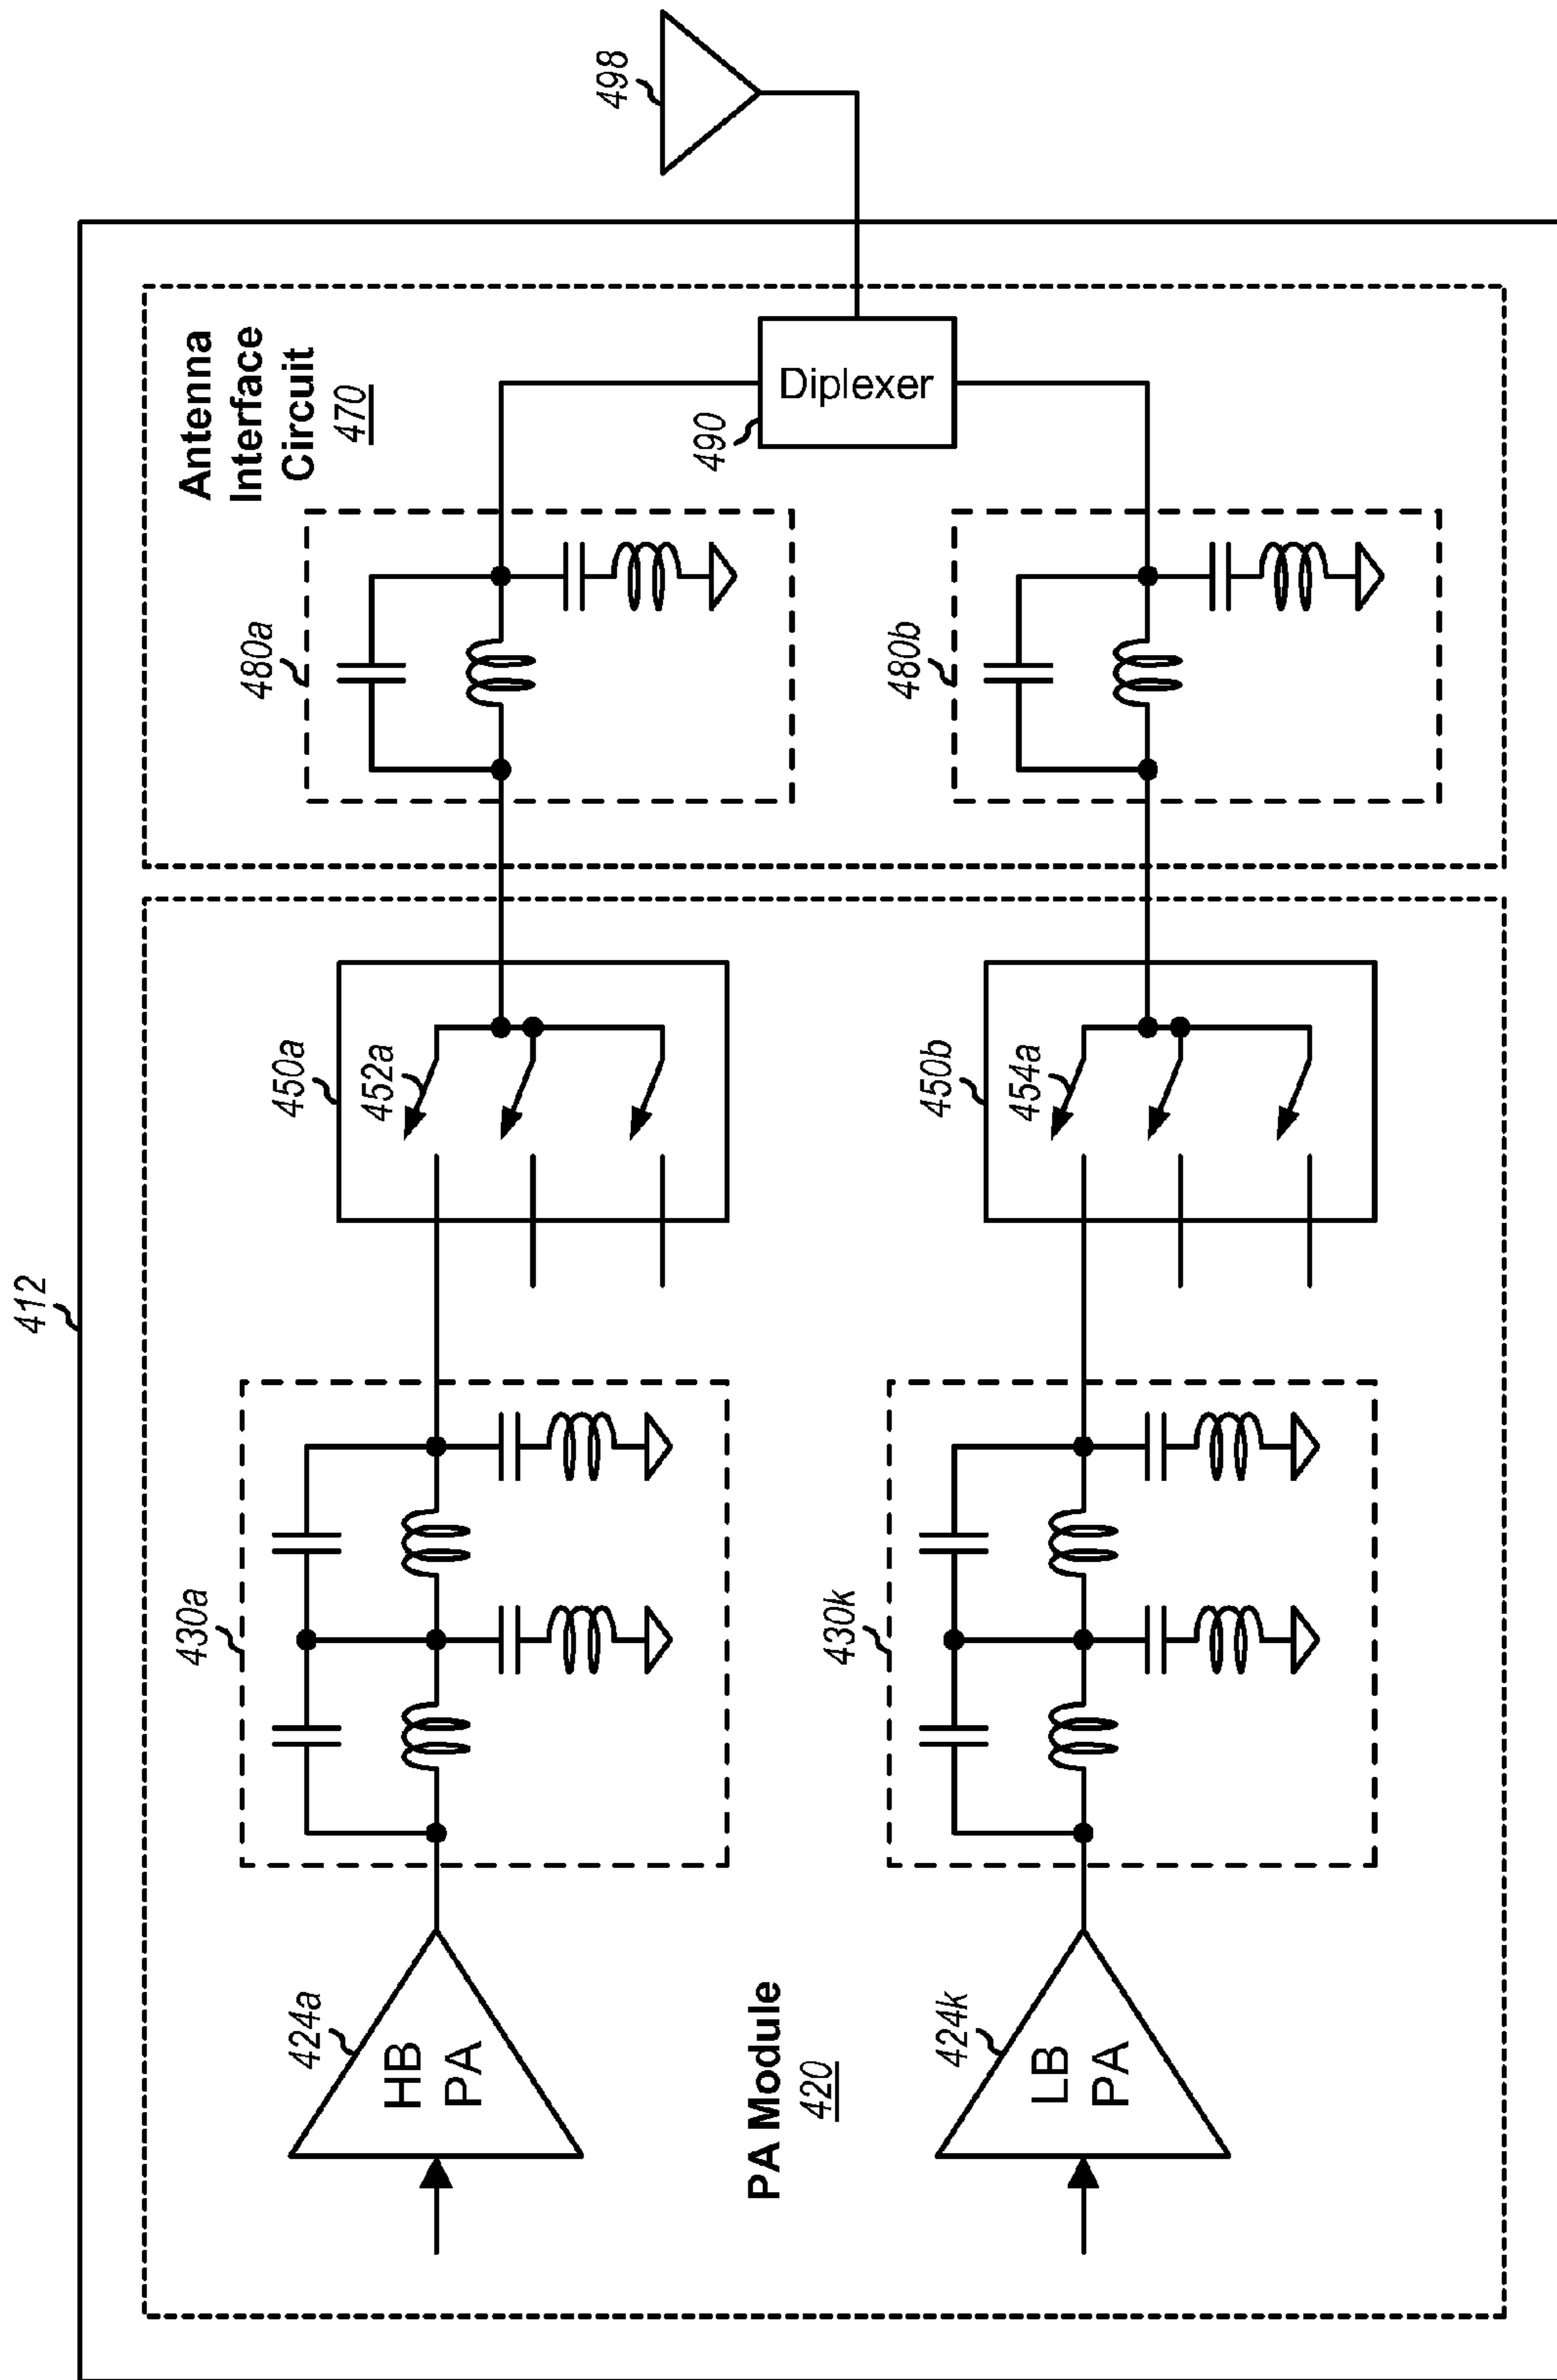 412
PA Module
420
424a
HB
PA
430a
450a
452a
Antenna
Interface
Circuit
470
480a
490
Diplexer
498
424k
LB
PA
430k
450b
454a
480b